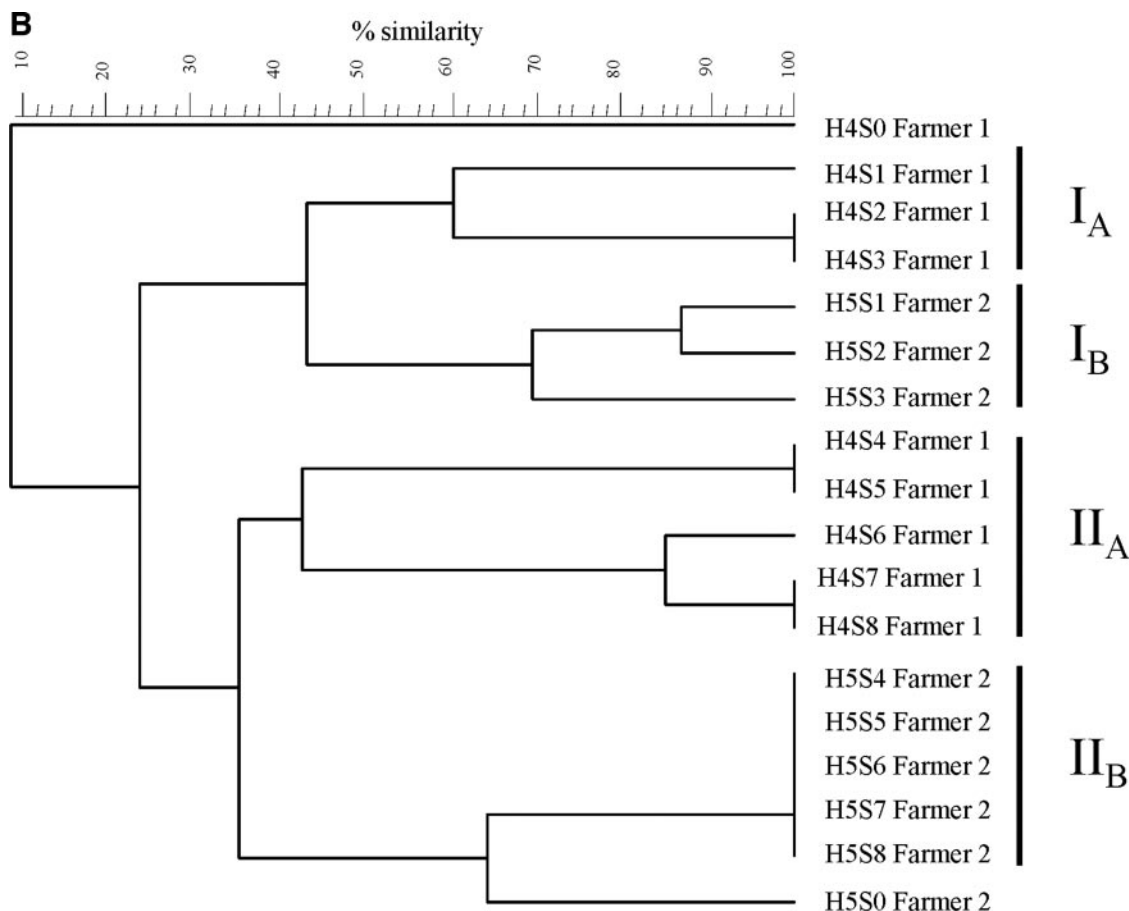 B
% similarity
10 20 30 40 50 60 70 80 90 100
H4S0 Farmer 1
H4S1 Farmer 1
H4S2 Farmer 1
H4S3 Farmer 1
I_A
H5S1 Farmer 2
H5S2 Farmer 2
H5S3 Farmer 2
I_B
H4S4 Farmer 1
H4S5 Farmer 1
H4S6 Farmer 1
H4S7 Farmer 1
H4S8 Farmer 1
II_A
H5S4 Farmer 2
H5S5 Farmer 2
H5S6 Farmer 2
H5S7 Farmer 2
H5S8 Farmer 2
II_B
H5S0 Farmer 2